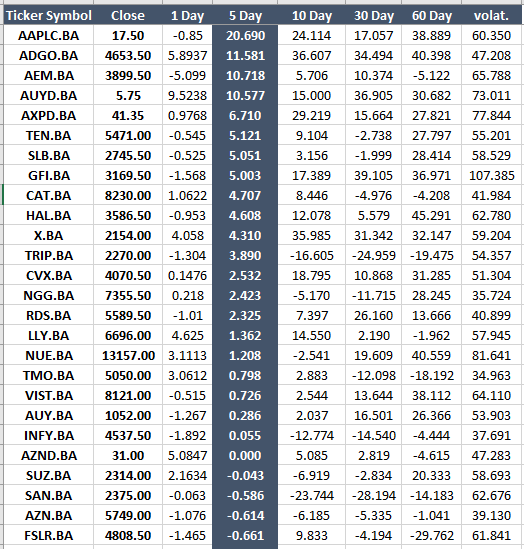 Ticker Symbol Close 1 Day 5 Day 10 Day 30 Day 60 Day volat.
AAPLC.BA 17.50 -0.85 20.690 24.114 17.057 38.889 60.350
ADGO.BA 4653.50 5.8937 11.581 36.607 34.494 40.398 47.208
AEM.BA 3899.50 -5.099 10.718 5.706 10.374 -5.122 65.788
AUYD.BA 5.75 9.5238 10.577 15.000 36.905 30.682 73.011
AXPD.BA 41.35 0.9768 6.710 29.219 15.664 27.821 77.844
TEN.BA 5471.00 -0.545 5.121 9.104 -2.738 27.797 55.201
SLB.BA 2745.50 -0.525 5.051 3.156 -1.999 28.414 58.529
GFI.BA 3169.50 -1.568 5.003 17.389 39.105 36.971 107.385
CAT.BA 8230.00 1.0622 4.707 8.446 -4.976 -4.208 41.984
HAL.BA 3586.50 -0.953 4.608 12.078 5.579 45.291 62.780
X.BA 2154.00 4.058 4.310 35.985 31.342 32.147 59.204
TRIP.BA 2270.00 -1.304 3.890 -16.605 -24.959 -19.475 54.357
CVX.BA 4070.50 0.1476 2.532 18.795 10.868 31.285 51.304
NGG.BA 7355.50 0.218 2.423 -5.170 -11.715 28.245 35.724
RDS.BA 5589.50 -1.01 2.325 7.397 26.160 13.666 40.899
LLY.BA 6696.00 4.625 1.362 14.550 2.190 -1.962 57.945
NUE.BA 13157.00 3.1113 1.208 -2.541 19.609 40.559 81.641
TMO.BA 5050.00 3.0612 0.798 2.883 -12.098 -18.192 34.963
VIST.BA 8121.00 -0.515 0.726 2.544 13.644 38.112 64.110
AUY.BA 1052.00 -1.267 0.286 2.037 16.501 26.366 53.903
INFY.BA 4537.50 -1.892 0.055 -12.774 -14.540 -4.444 37.691
AZND.BA 31.00 5.0847 0.000 5.085 2.819 -4.615 47.283
SUZ.BA 2314.00 2.1634 -0.043 -6.919 -2.834 20.333 58.693
SAN.BA 2375.00 -0.063 -0.586 -23.744 -28.194 -14.183 62.676
AZN.BA 5749.00 -1.076 -0.614 -6.185 -5.335 -1.041 39.130
FSLR.BA 4808.50 -1.465 -0.661 9.833 -4.194 -29.762 61.841